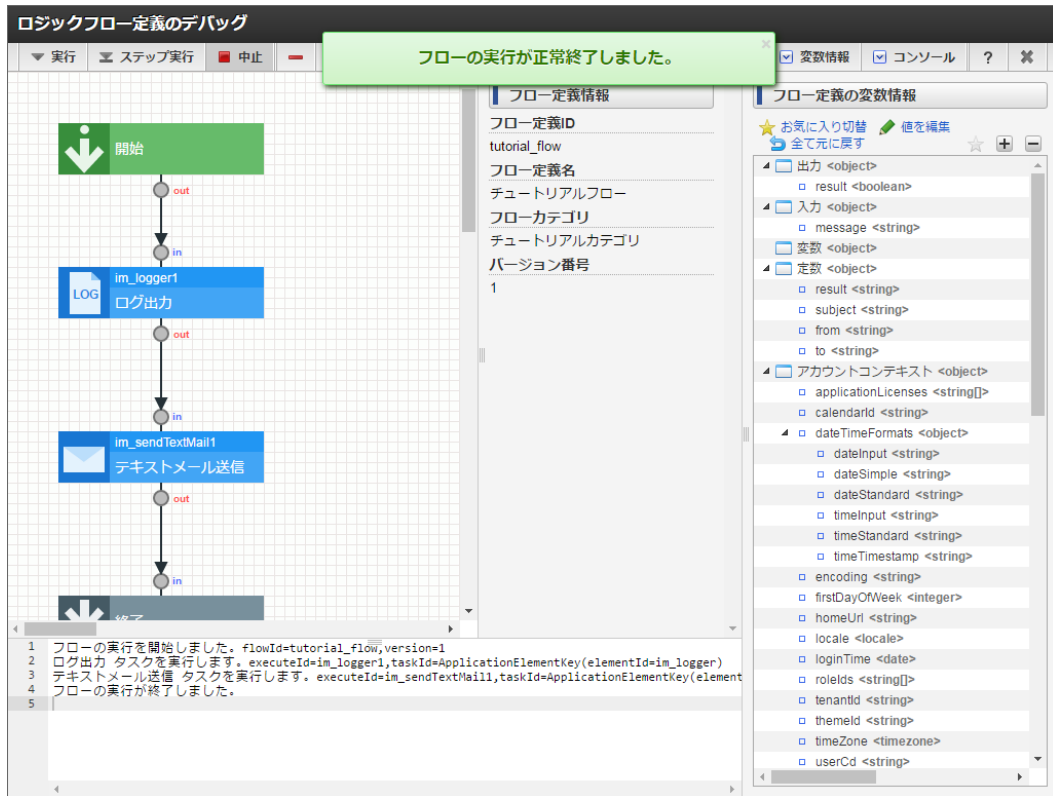 ロジックフロー定義のデバッグ
実行 ステップ実行 中止
フローの実行が正常終了しました。
変数情報 コンソール ?
開始
out
in
im_logger1
LOG
ログ出力
out
in
im_sendTextMail1
テキストメール送信
out
in
フロー定義情報
フロー定義ID
tutorial_flow
フロー定義名
チュートリアルフロー
フローカテゴリ
チュートリアルカテゴリ
バージョン番号
1
フロー定義の変数情報
お気に入り切替 値を編集
全て元に戻す
出力 <object>
result <boolean>
入力 <object>
message <string>
変数 <object>
定数 <object>
result <string>
subject <string>
from <string>
to <string>
アカウントコンテキスト <object>
applicationLicenses <string[]>
calendarId <string>
dateTimeFormats <object>
dateInput <string>
dateSimple <string>
dateStandard <string>
timeInput <string>
timeStandard <string>
timeTimestamp <string>
encoding <string>
firstDayOfWeek <integer>
homeUrl <string>
locale <locale>
loginTime <date>
roleIds <string[]>
tenantId <string>
themeId <string>
timeZone <timezone>
userCd <string>
1 フローの実行を開始しました。flowId=tutorial_flow,version=1
2 ログ出力 タスクを実行します。executeId=im_logger1,taskId=ApplicationElementKey(elementId=im_logger)
3 テキストメール送信 タスクを実行します。executeId=im_sendTextMail1,taskId=ApplicationElementKey(element
4 フローの実行が終了しました。
5